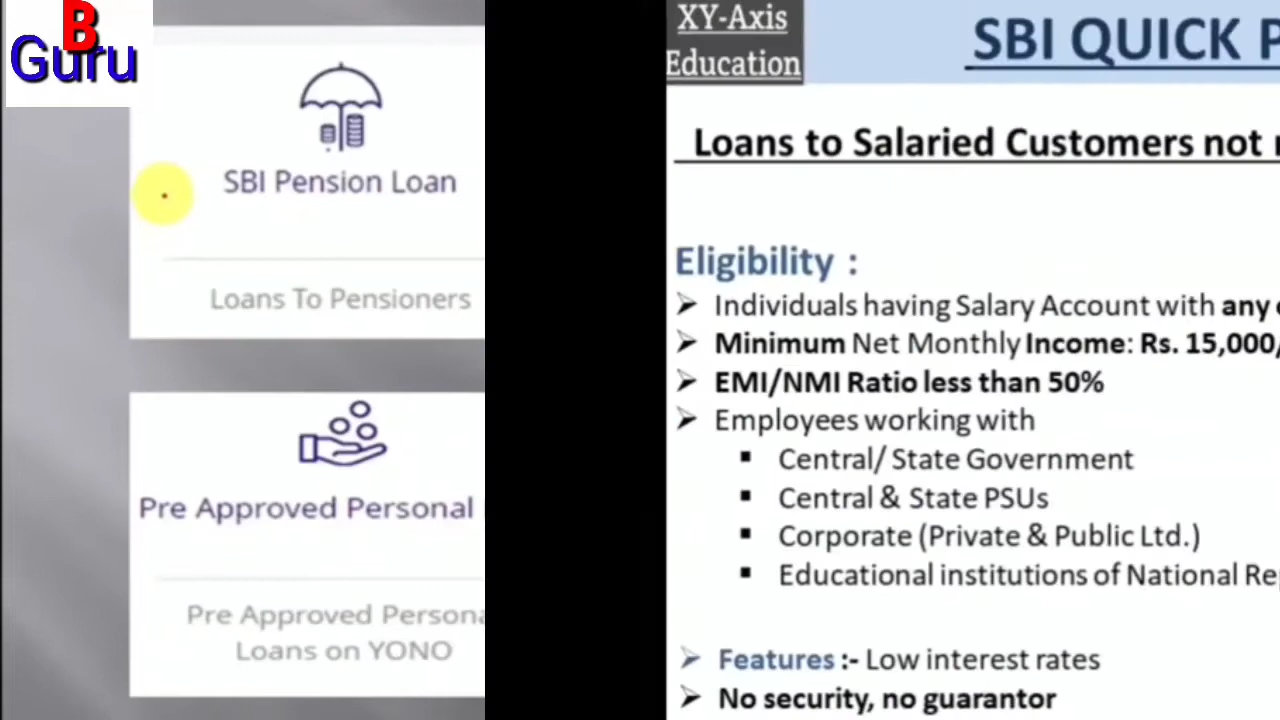 B
Guru
SBI Pension Loan
Loans To Pensioners
Pre Approved Personal
Pre Approved Persona
Loans on YONO
XY-Axis
Education
SBI QUICK P
Loans to Salaried Customers not
Eligibility :
➢ Individuals having Salary Account with any
➢ Minimum Net Monthly Income: Rs. 15,000/
➢ EMI/NMI Ratio less than 50%
➢ Employees working with
▪ Central/ State Government
▪ Central & State PSUs
▪ Corporate (Private & Public Ltd.)
▪ Educational institutions of National Rep
➢ Features :- Low interest rates
➢ No security, no guarantor